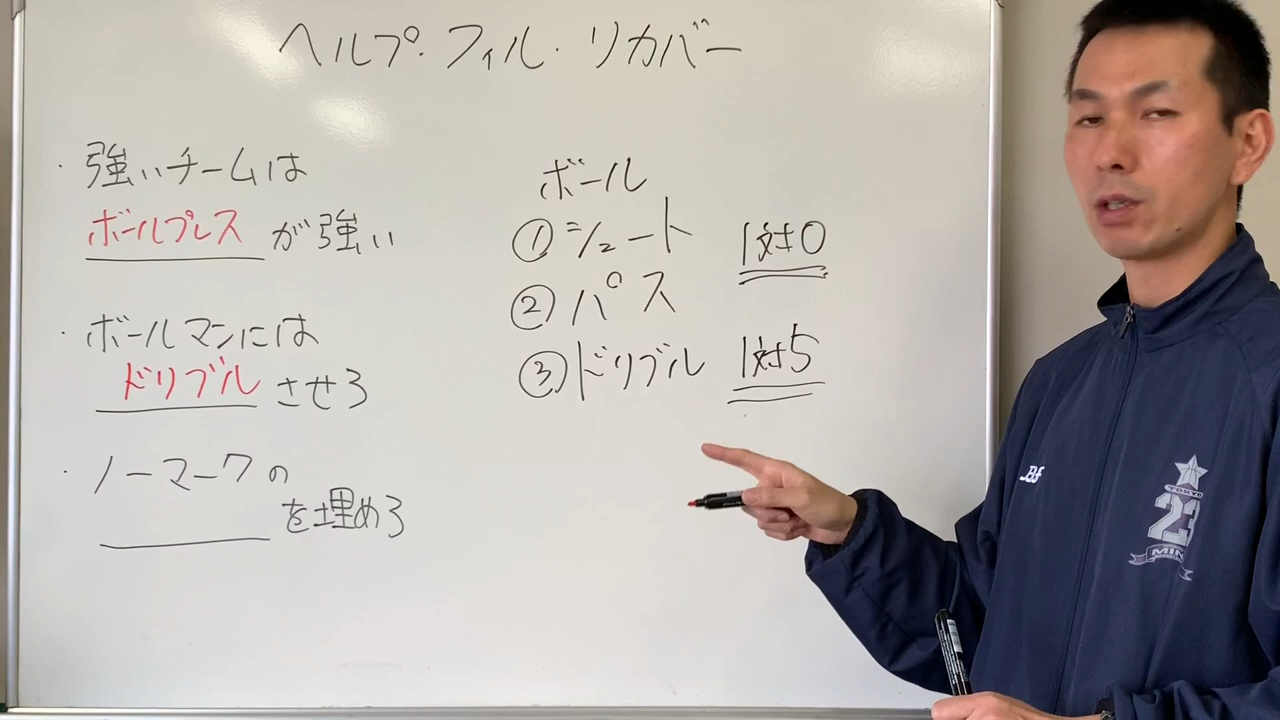 ヘルプ・フィル・リカバー
・強いチームは
ボールプレスが強い
・ボールマンには
ドリブルさせろ
・ノーマークの
を埋めろ
ボール
①シュート 1対0
②パス
③ドリブル 1対5
TOKYO
23
MINI